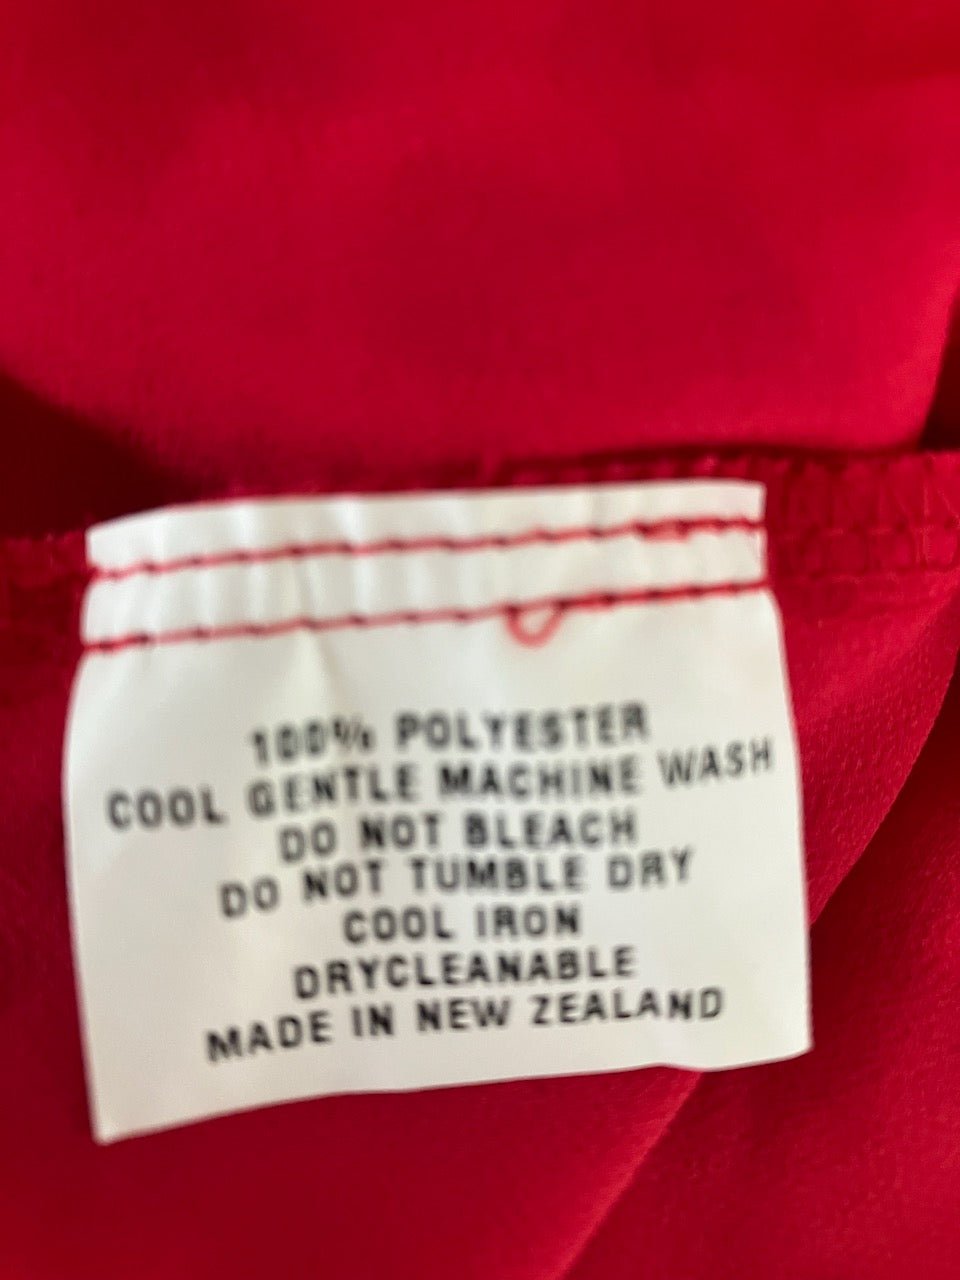 100% POLYESTER
COOL GENTLE MACHINE WASH
DO NOT BLEACH
DO NOT TUMBLE DRY
COOL IRON
DRYCLEANABLE
MADE IN NEW ZEALAND